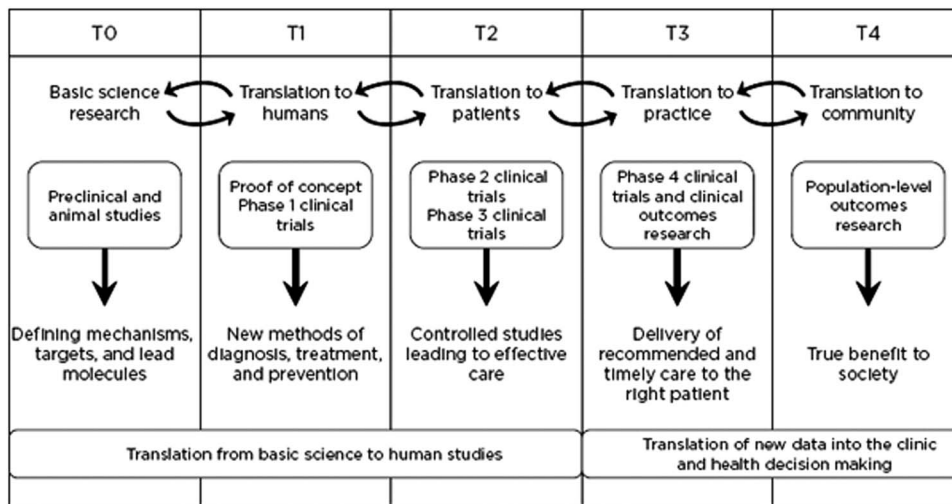 T0
T1
T2
T3
T4
Basic science
research
Translation to
humans
Translation to
patients
Translation to
practice
Translation to
community
Preclinical and
animal studies
Proof of concept
Phase 1 clinical
trials
Phase 2 clinical
trials
Phase 3 clinical
trials
Phase 4 clinical
trials and clinical
outcomes
research
Population-level
outcomes
research
Defining mechanisms,
targets, and lead
molecules
New methods of
diagnosis, treatment,
and prevention
Controlled studies
leading to effective
care
Delivery of
recommended and
timely care to the
right patient
True benefit to
society
Translation from basic science to human studies
Translation of new data into the clinic
and health decision making